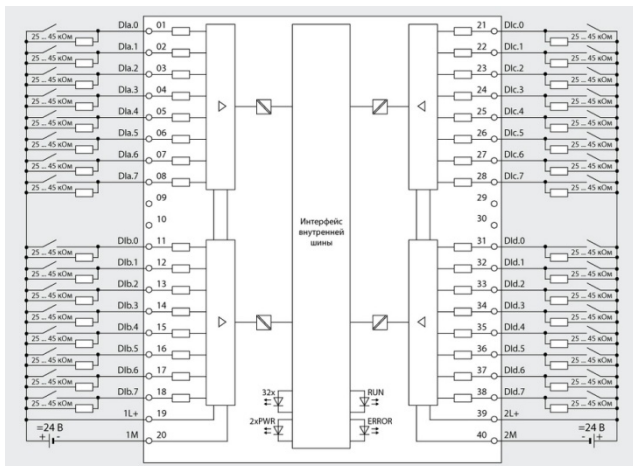 DIa.0 01 21 DIc.0
25 ... 45 кОм 25 ... 45 кОм
DIa.1 02 22 DIc.1
25 ... 45 кОм 25 ... 45 кОм
DIa.2 03 23 DIc.2
25 ... 45 кОм 25 ... 45 кОм
DIa.3 04 24 DIc.3
25 ... 45 кОм 25 ... 45 кОм
DIa.4 05 25 DIc.4
25 ... 45 кОм 25 ... 45 кОм
DIa.5 06 26 DIc.5
25 ... 45 кОм 25 ... 45 кОм
DIa.6 07 27 DIc.6
25 ... 45 кОм 25 ... 45 кОм
DIa.7 08 28 DIc.7
25 ... 45 кОм 25 ... 45 кОм
09 29
10 30
Интерфейс
внутренней
шины
DIb.0 11 31 DId.0
25 ... 45 кОм 25 ... 45 кОм
DIb.1 12 32 DId.1
25 ... 45 кОм 25 ... 45 кОм
DIb.2 13 33 DId.2
25 ... 45 кОм 25 ... 45 кОм
DIb.3 14 34 DId.3
25 ... 45 кОм 25 ... 45 кОм
DIb.4 15 35 DId.4
25 ... 45 кОм 25 ... 45 кОм
DIb.5 16 36 DId.5
25 ... 45 кОм 25 ... 45 кОм
DIb.6 17 37 DId.6
25 ... 45 кОм 25 ... 45 кОм
DIb.7 18 32x RUN 38 DId.7
25 ... 45 кОм 25 ... 45 кОм
1L+ 19 39 2L+
=24 В 2xPWR ERROR =24 В
+ - 1M 20 40 2M + -